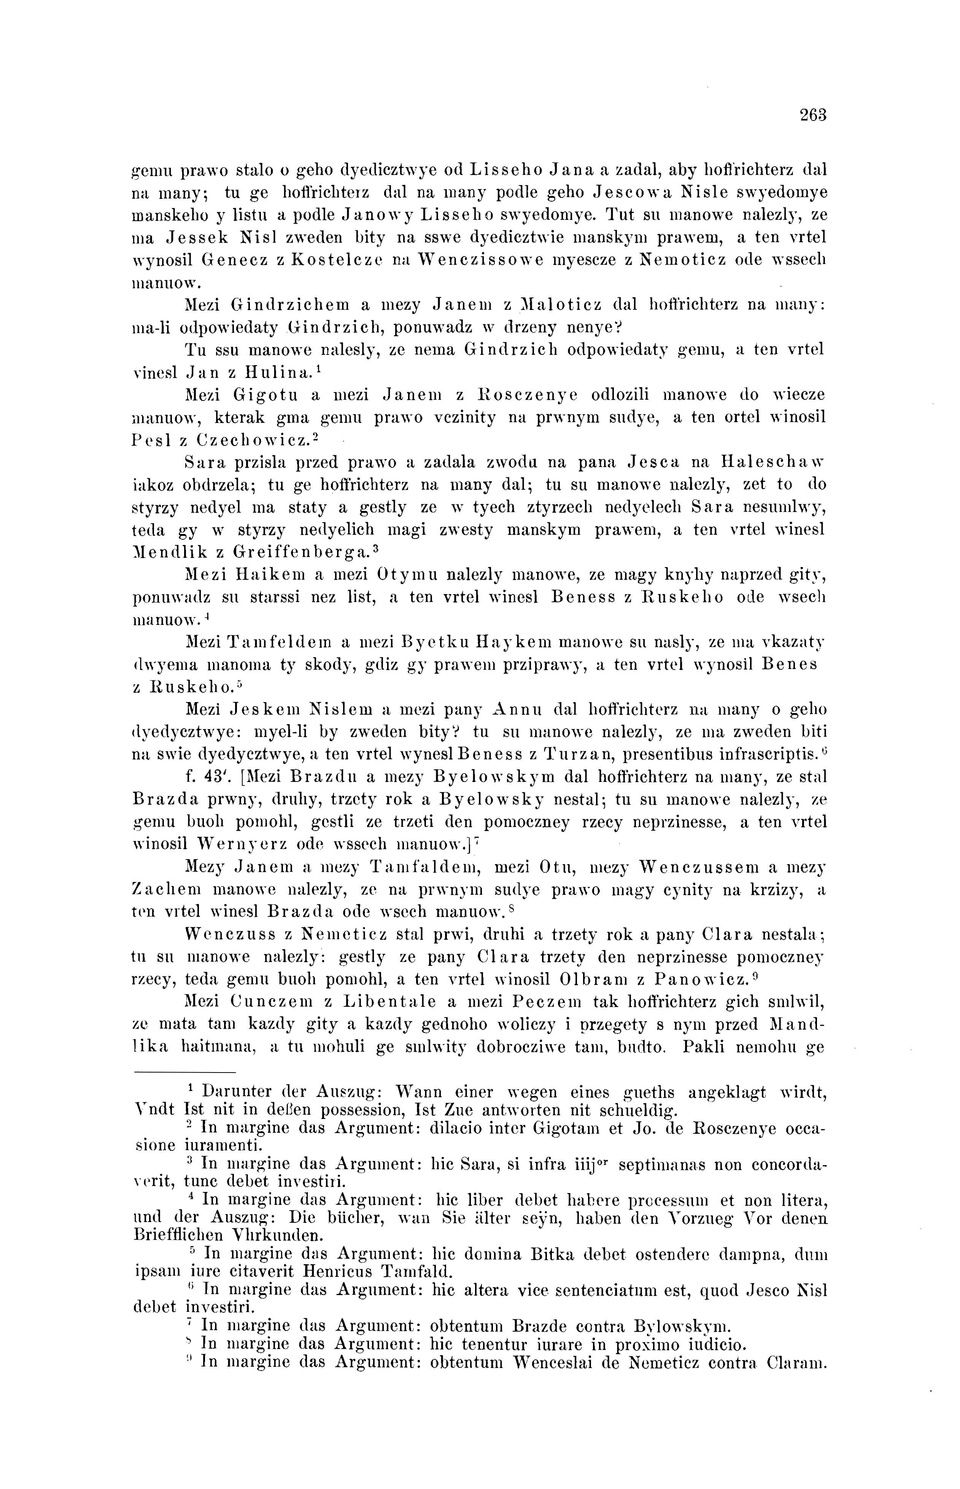 263
gemu prawo stalo o geho dyedicztwye od Lisseho Jana a zadal, aby hoffrichterz dal
na many; tu ge hoffrichterz dal na many podle geho Jescowa Nisle swyedomye
manskeho y listu a podle Janowy Lisseho swyedomye. Tut su manowe nalezly, ze
ma Jessek Nisl zweden bity na sswe dyedicztwie manskym prawem, a ten vrtel
wynosil Genecz z Kostelcze na Wenczissowe myescze z Nemoticz ode wssech
manuow.
Mezi Gindrzichem a mezy Janem z Maloticz dal hoffrichterz na many:
ma-li odpowiedaty Gindrzich, ponuwadz w drzeny nenye?
Tu ssu manowe nalesly, ze nema Gindrzich odpowiedaty gemu, a ten vrtel
vinesl Jan z Hulina.¹
Mezi Gigotu a mezi Janem z Rosczenye odlozili manowe do wiecze
manuow, kterak gma gemu prawo vczinity na prwnym sudye, a ten ortel winosil
Pesl z Czechowicz.²
Sara przisla przed prawo a zadala zwodu na pana Jesca na Haleschaw
iakoz obdrzela; tu ge hoffrichterz na many dal; tu su manowe nalezly, zet to do
styrzy nedyel ma staty a gestly ze w tyech ztyrzech nedyelech Sara nesumlwy,
teda gy w styrzy nedyelich magi zwesty manskym prawem, a ten vrtel winesl
Mendlik z Greiffenberga.³
Mezi Haikem a mezi Otymu nalezly manowe, ze magy knyhy naprzed gity,
ponuwadz su starssi nez list, a ten vrtel winesl Beness z Ruskeho ode wsech
manuow.⁴
Mezi Tamfeldem a mezi Byetku Haykem manowe su nasly, ze ma vkazaty
dwyema manoma ty skody, gdiz gy prawem prziprawy, a ten vrtel wynosil Benes
z Ruskeho.⁵
Mezi Jeskem Nislem a mezi pany Annu dal hoffrichterz na many o geho
dyedycztwye: myel-li by zweden bity? tu su manowe nalezly, ze ma zweden biti
na swie dyedycztwye, a ten vrtel wynesl Beness z Turzan, presentibus infrascriptis.⁶
f. 43'. [Mezi Brazdu a mezy Byelowskym dal hoffrichterz na many, ze stal
Brazda prwny, druhy, trzety rok a Byelowsky nestal; tu su manowe nalezly, ze
gemu buoh pomohl, gestli ze trzeti den pomoczney rzecy neprzinesse, a ten vrtel
winosil Wernyerz ode wssech manuow.]⁷
Mezy Janem a mezy Tamfaldem, mezi Otu, mezy Wenczussem a mezy
Zachem manowe nalezly, ze na prwnym sudye prawo magy cynity na krzizy, a
ten vrtel winesl Brazda ode wsech manuow.⁸
Wenczuss z Nemeticz stal prwi, druhi a trzety rok a pany Clara nestala;
tu su manowe nalezly: gestly ze pany Clara trzety den neprzinesse pomoczney
rzecy, teda gemu buoh pomohl, a ten vrtel winosil Olbram z Panowicz.⁹
Mezi Cunczem z Libentale a mezi Peczem tak hoffrichterz gich smlwil,
ze mata tam kazdy gity a kazdy gednoho woliczy i przegety s nym przed Mand-
lika haitmana, a tu mohuli ge smlwity dobrocziwe tam, budto. Pakli nemohu ge
¹ Darunter der Auszug: Wann einer wegen eines gueths angeklagt wirdt,
Vndt Ist nit in deßen possession, Ist Zue antworten nit schueldig.
² In margine das Argument: dilacio inter Gigotam et Jo. de Rosczenye occa-
sione iuramenti.
³ In margine das Argument: hic Sara, si infra iiijᵒʳ septimanas non concorda-
verit, tunc debet investiri.
⁴ In margine das Argument: hic liber debet habere processum et non litera,
und der Auszug: Die bücher, wan Sie älter seÿn, haben den Vorzueg Vor denen
Briefflichen Vhrkunden.
⁵ In margine das Argument: hic domina Bitka debet ostendere dampna, dum
ipsam iure citaverit Henricus Tamfald.
⁶ In margine das Argument: hic altera vice sentenciatum est, quod Jesco Nisl
debet investiri.
⁷ In margine das Argument: obtentum Brazde contra Bylowskym.
⁸ In margine das Argument: hic tenentur iurare in proximo iudicio.
⁹ In margine das Argument: obtentum Wenceslai de Nemeticz contra Claram.